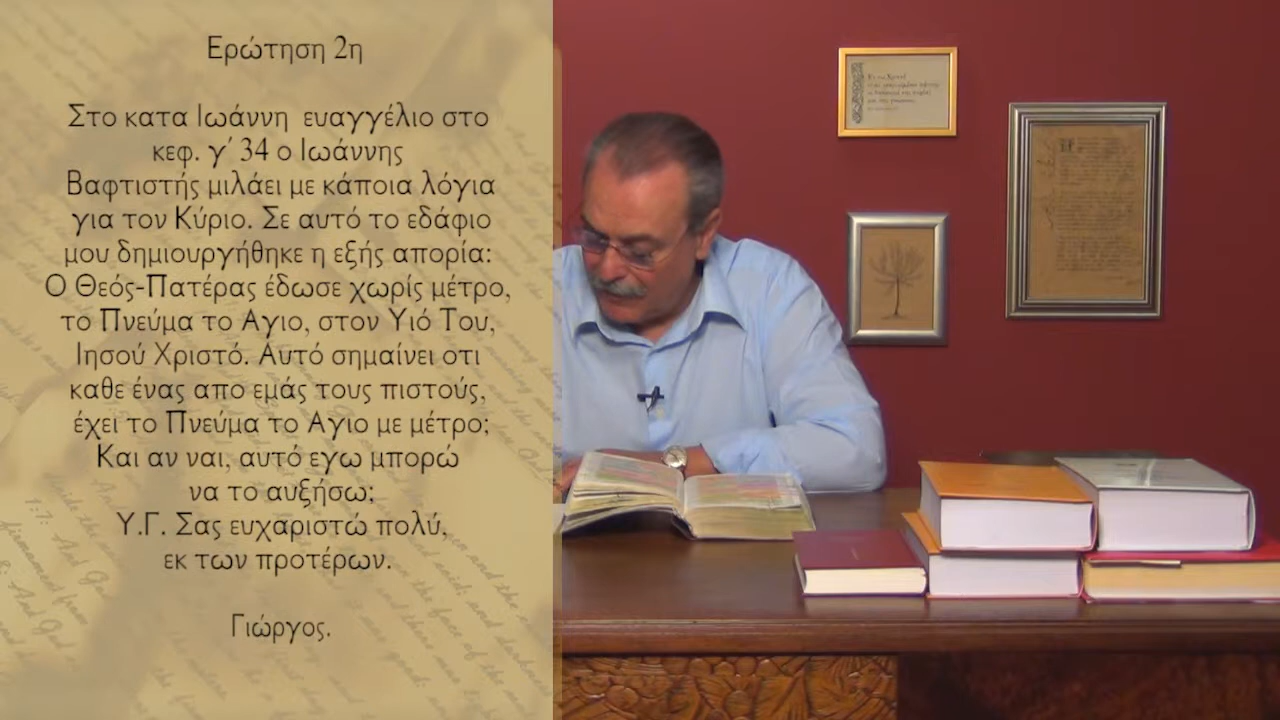 Ερώτηση 2η
Στο κατα Ιωάννη ευαγγέλιο στο
κεφ. γ΄ 34 ο Ιωάννης
Βαφτιστής μιλάει με κάποια λόγια
για τον Κύριο. Σε αυτό το εδάφιο
μου δημιουργήθηκε η εξής απορία:
Ο Θεός-Πατέρας έδωσε χωρίς μέτρο,
το Πνεύμα το Αγιο, στον Υιό Του,
Ιησού Χριστό. Αυτό σημαίνει οτι
καθε ένας απο εμάς τους πιστούς,
έχει το Πνεύμα το Αγιο με μέτρο;
Και αν ναι, αυτό εγω μπορώ
να το αυξήσω;
Υ.Γ. Σας ευχαριστώ πολύ,
εκ των προτέρων.
Γιώργος.